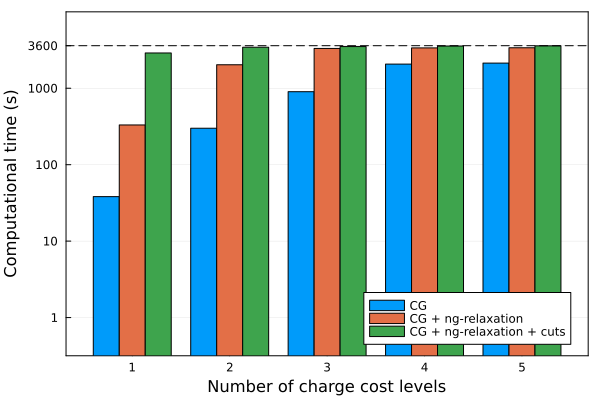 3600
1000
100
10
1
Computational time (s)
CG
CG + ng-relaxation
CG + ng-relaxation + cuts
1 2 3 4 5
Number of charge cost levels